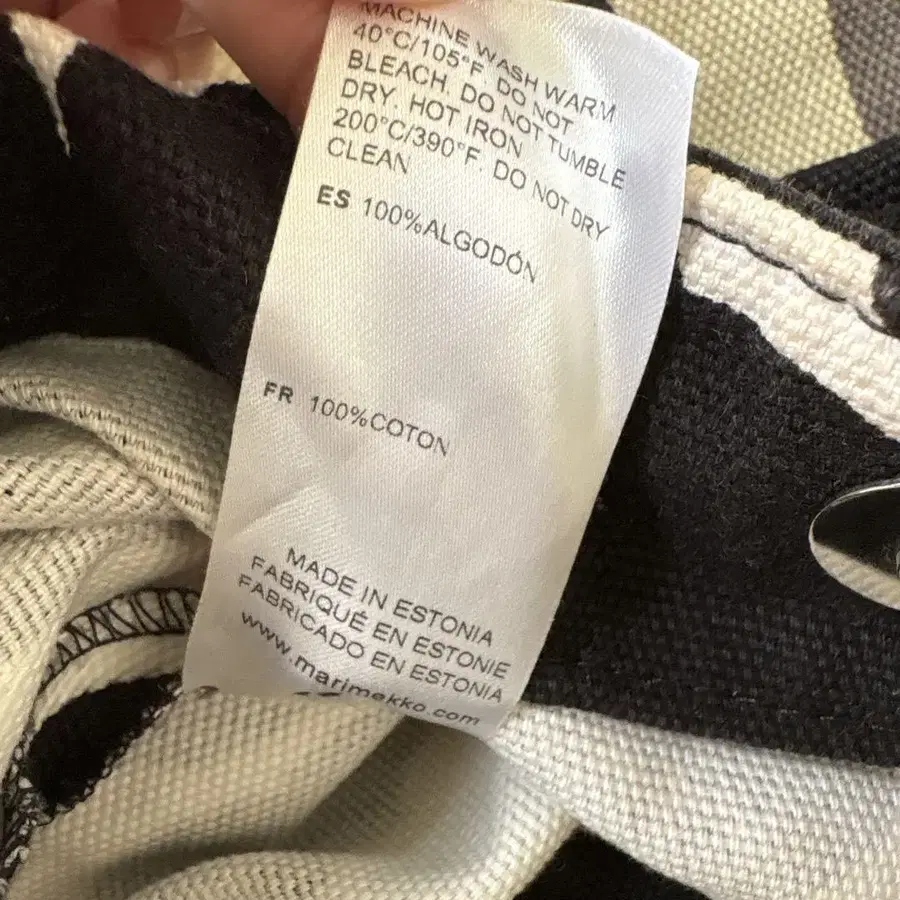 MACHINE WASH WARM
40°C/105°F. DO NOT
BLEACH. DO NOT TUMBLE
DRY. HOT IRON
200°C/390°F. DO NOT DRY
CLEAN
ES 100%ALGODÓN
FR 100%COTON
MADE IN ESTONIA
FABRIQUÉ EN ESTONIE
FABRICADO EN ESTONIA
www.marimekko.com